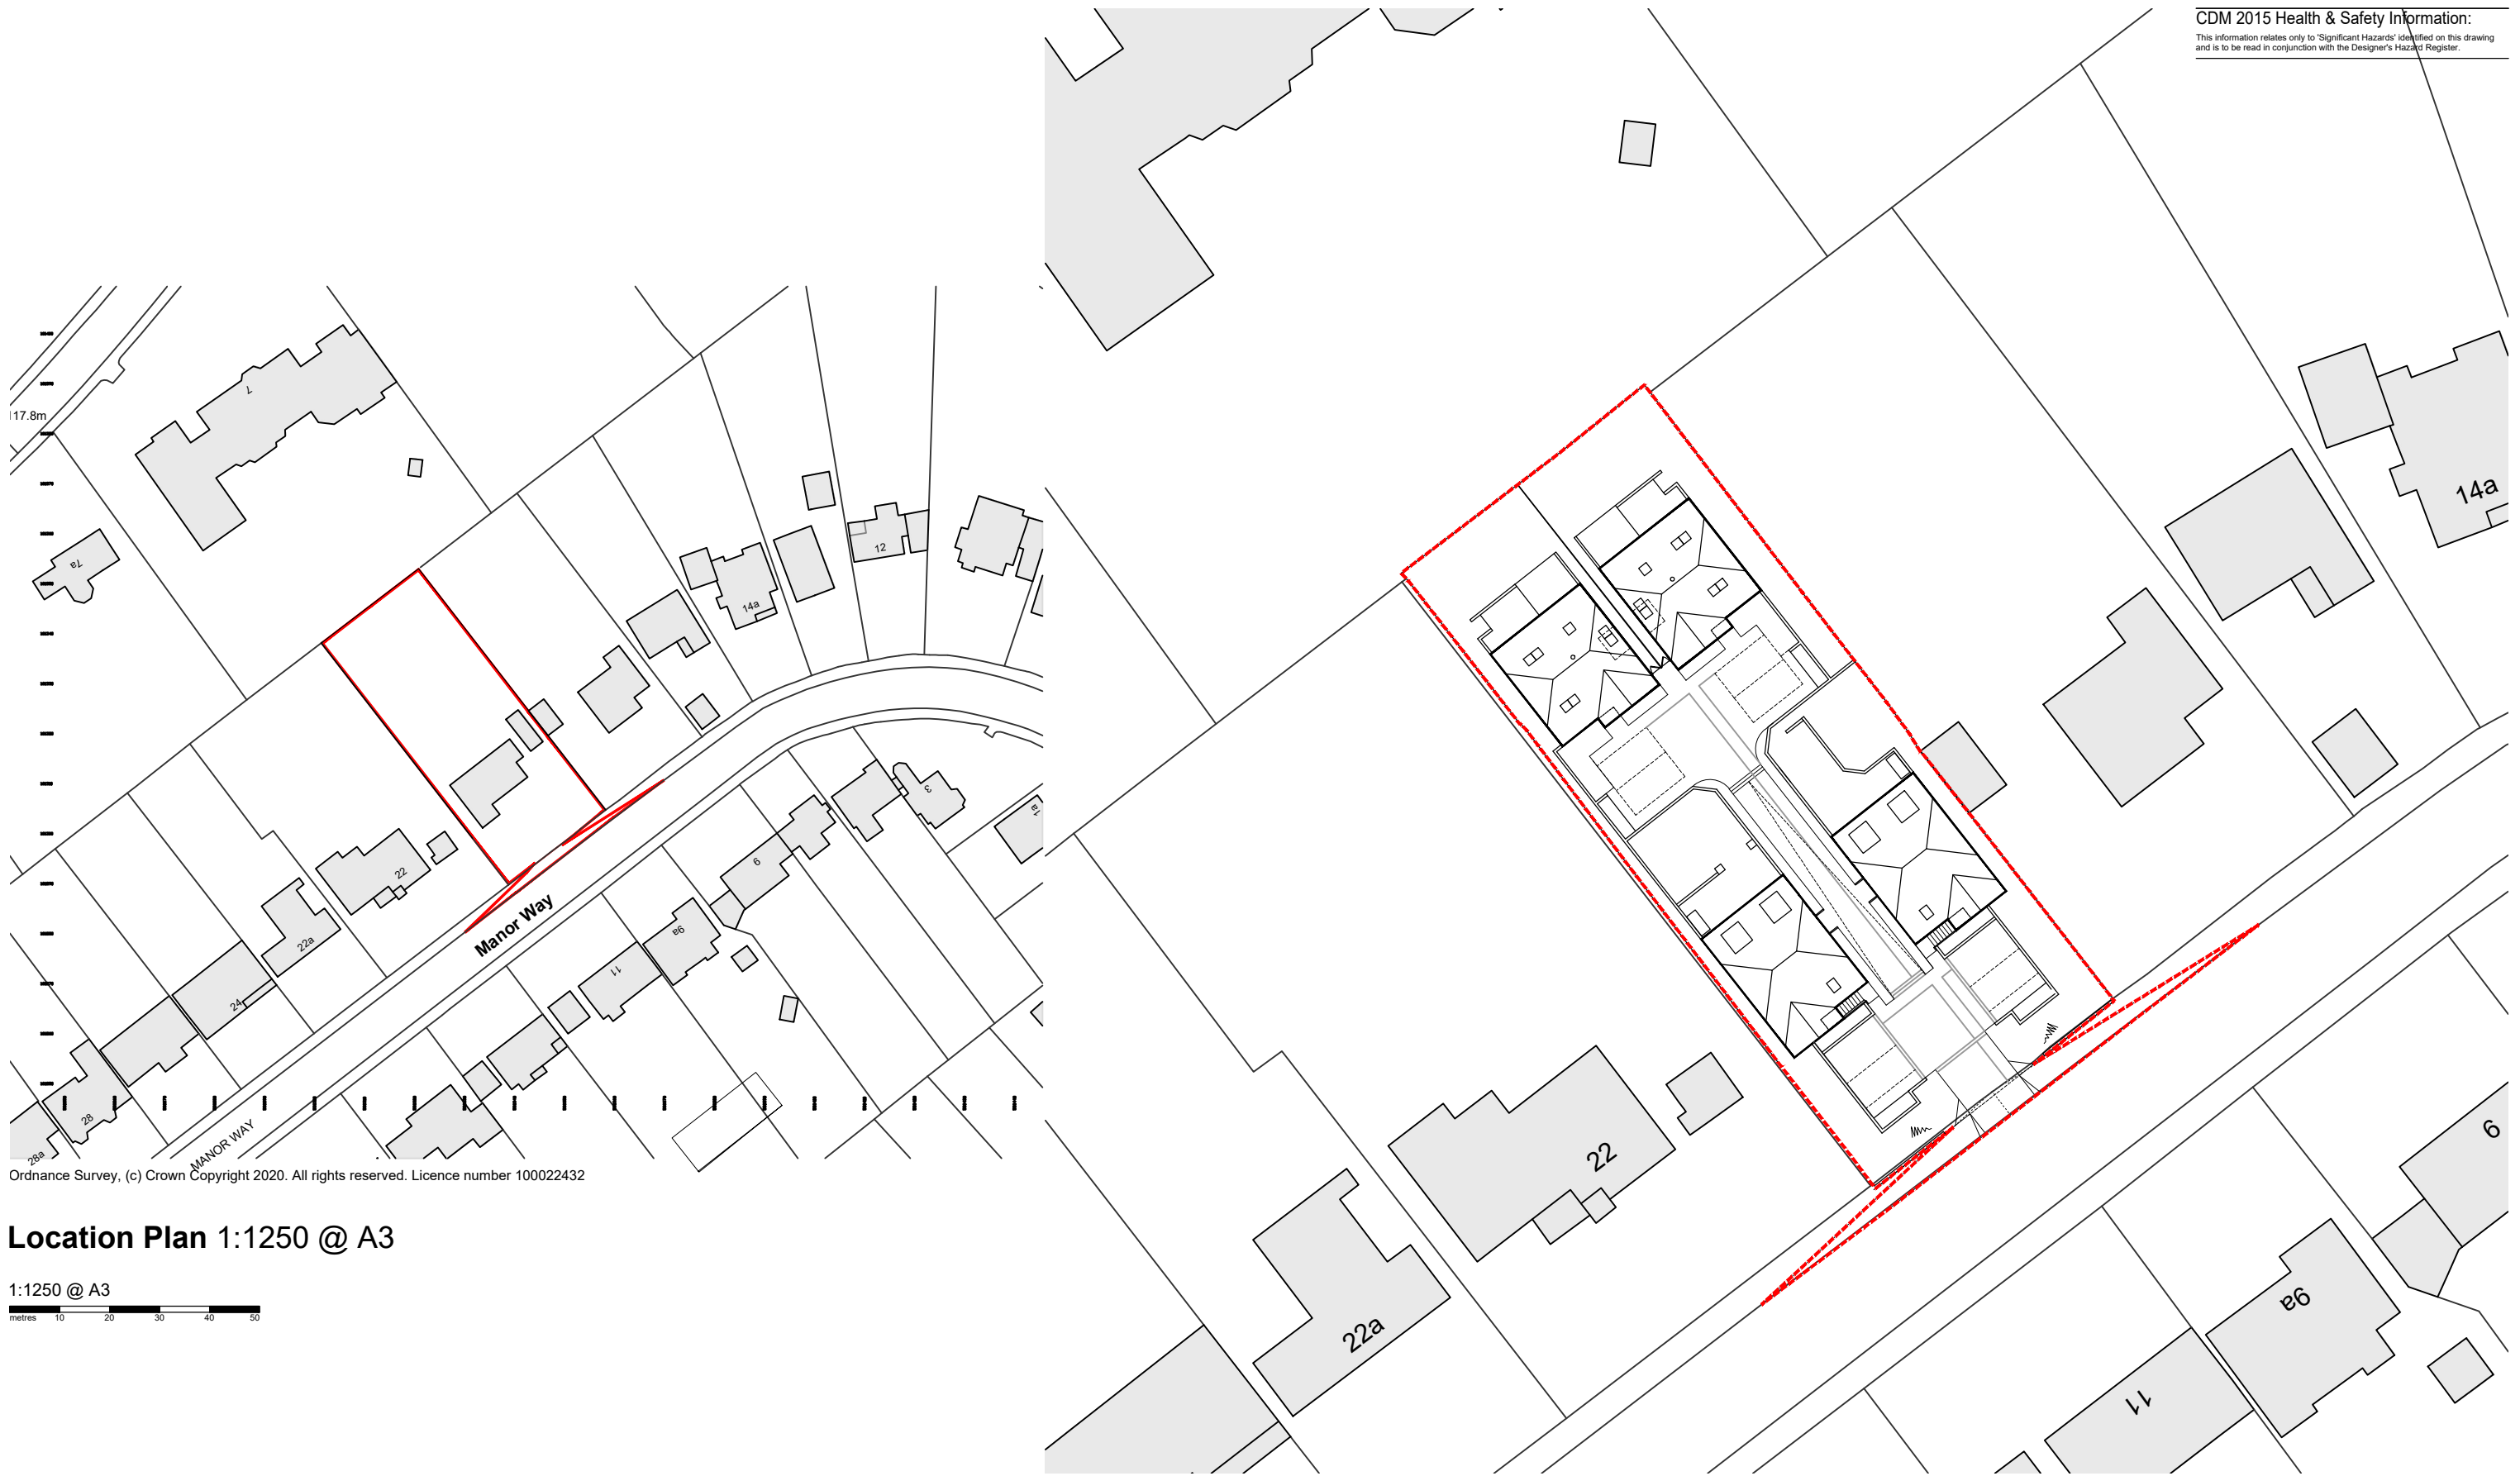 CDM 2015 Health & Safety Information:
This information relates only to 'Significant Hazards' identified on this drawing
and is to be read in conjunction with the Designer's Hazard Register.
7
17.8m
7a
12
14a
22
22a
24
28
28a
3
1a
9
9a
11
Manor Way
MANOR WAY
Ordnance Survey, (c) Crown Copyright 2020. All rights reserved. Licence number 100022432
Location Plan 1:1250 @ A3
1:1250 @ A3
metres 10 20 30 40 50
14a
22
22a
9
9a
11